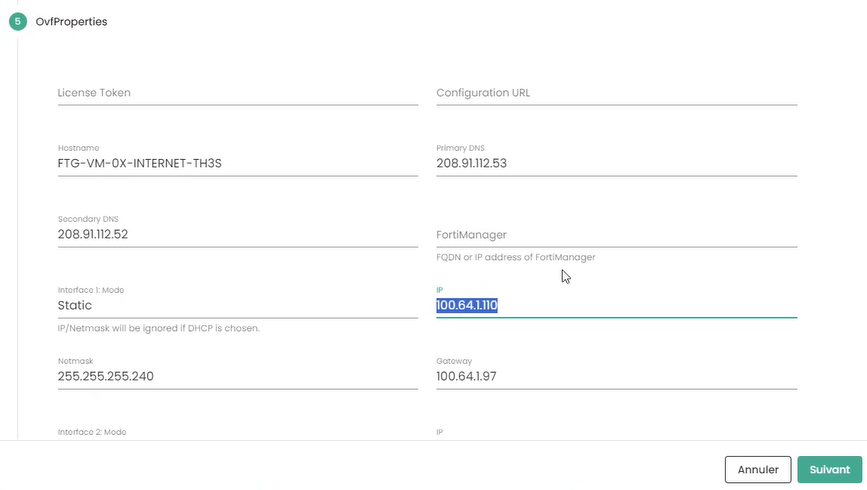 5 OvfProperties
License Token
Configuration URL
Hostname
FTG-VM-0X-INTERNET-TH3S
Primary DNS
208.91.112.53
Secondary DNS
208.91.112.52
FortiManager
FQDN or IP address of FortiManager
Interface 1: Mode
Static
IP/Netmask will be ignored if DHCP is chosen.
IP
100.64.1.110
Netmask
255.255.255.240
Gateway
100.64.1.97
Interface 2: Mode
IP
Annuler
Suivant